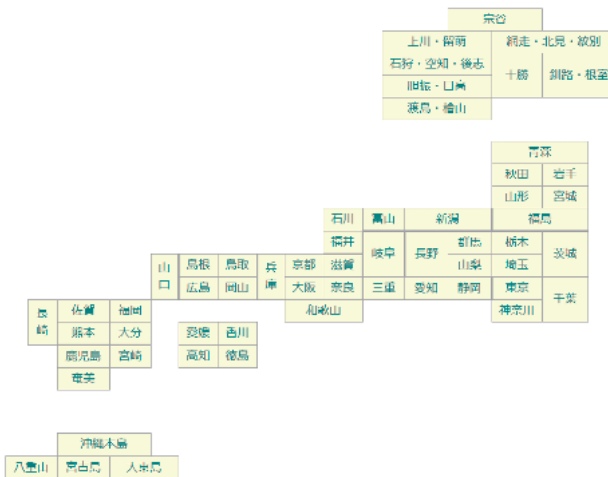 宗谷
上川・留萌 網走・北見・紋別
石狩・空知・後志
十勝 釧路・根室
胆振・日高
渡島・檜山
青森
秋田 岩手
山形 宮城
石川 富山 新潟 福島
福井 岐阜 長野 群馬 栃木 茨城
山口 島根 鳥取 兵庫 京都 滋賀 山梨 埼玉
広島 岡山 大阪 奈良 三重 愛知 静岡 東京 千葉
長崎 佐賀 福岡 和歌山 神奈川
熊本 大分 愛媛 香川
鹿児島 宮崎 高知 徳島
奄美
沖縄本島
八重山 宮古島 大東島